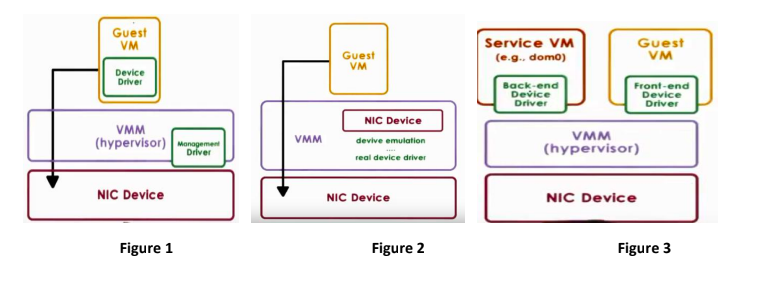 Guest
VM
Device
Driver
VMM
(hypervisor)
Management
Driver
NIC Device
Figure 1
Guest
VM
NIC Device
VMM
devive emulation
....
real device driver
NIC Device
Figure 2
Service VM
(e.g., dom0)
Back-end
Device
Driver
Guest
VM
Front-end
Device
Driver
VMM
(hypervisor)
NIC Device
Figure 3